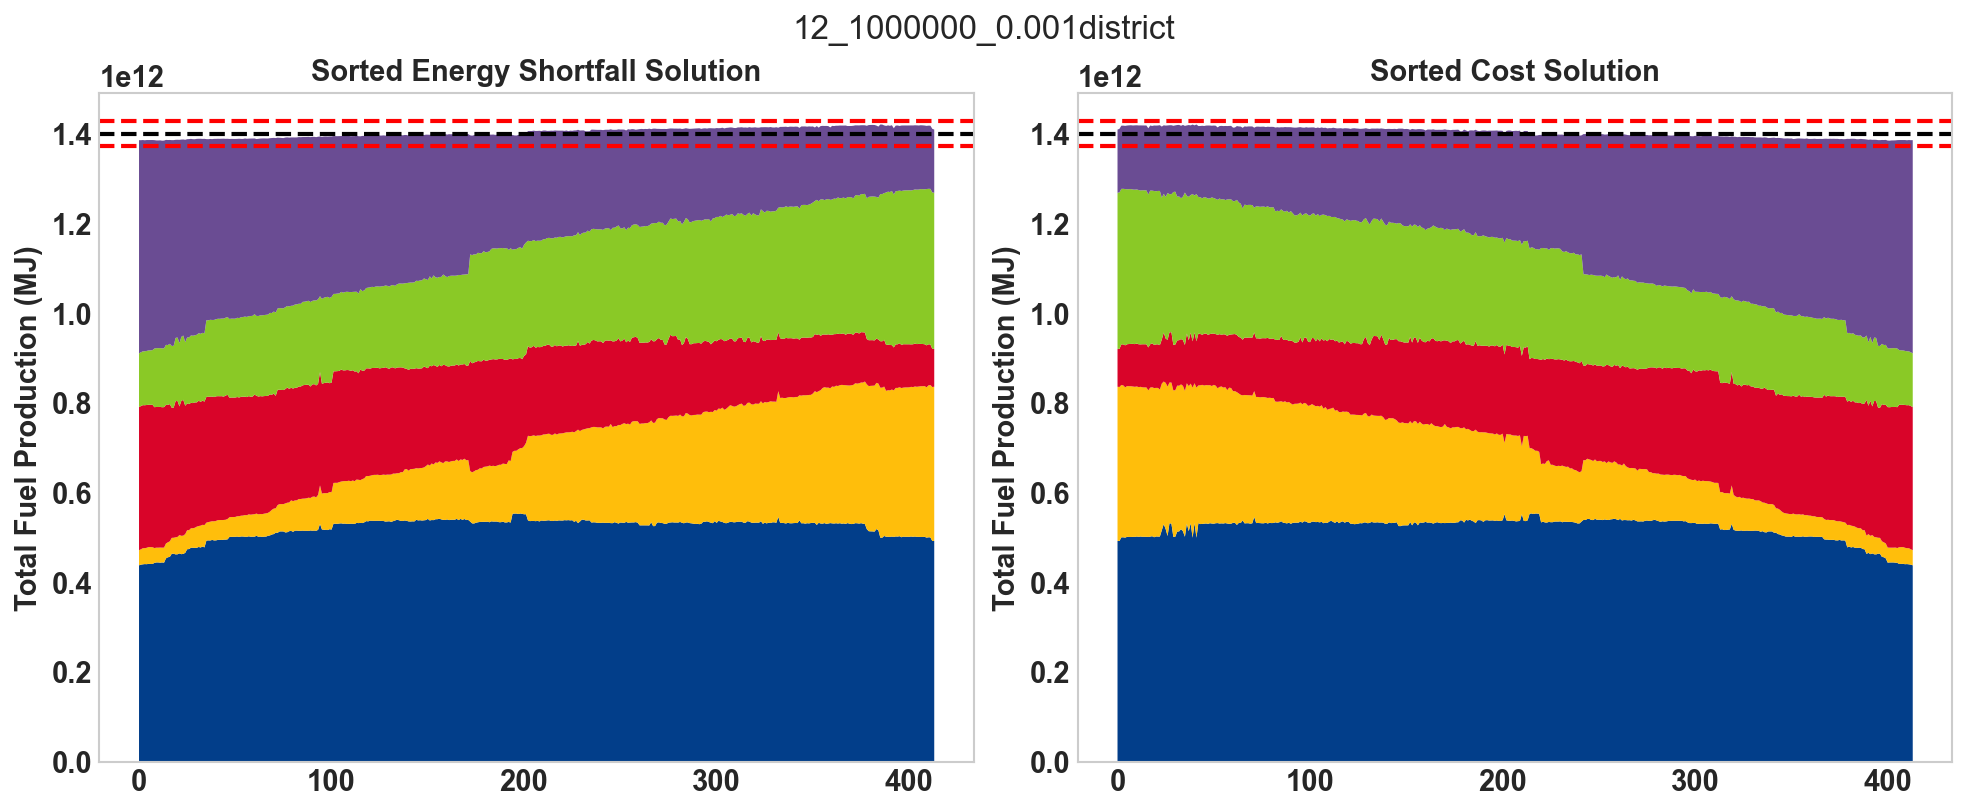 12_1000000_0.001district
Sorted Energy Shortfall Solution
1e12
Total Fuel Production (MJ)
1.4
1.2
1.0
0.8
0.6
0.4
0.2
0.0
0 100 200 300 400
Sorted Cost Solution
1e12
Total Fuel Production (MJ)
1.4
1.2
1.0
0.8
0.6
0.4
0.2
0.0
0 100 200 300 400